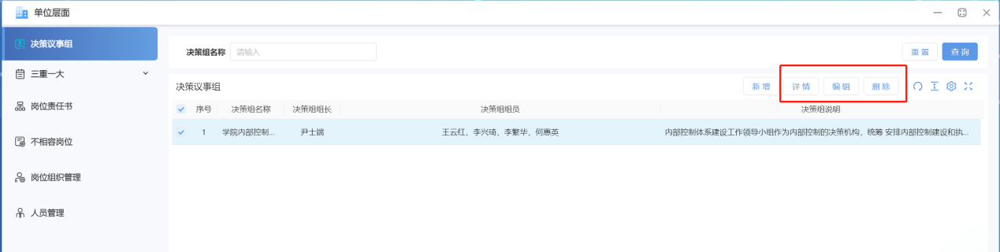 单位层面
决策议事组
三重一大
岗位责任书
不相容岗位
岗位组织管理
人员管理
决策组名称 请输入 重置 查询
决策议事组 新增 详情 编辑 删除
序号 决策组名称 决策组组长 决策组组员 决策组说明
1 学院内部控制... 尹士端 王云红，李兴琦，李繁华，何惠英 内部控制体系建设工作领导小组作为内部控制的决策机构，统筹 安排内部控制建设和执...